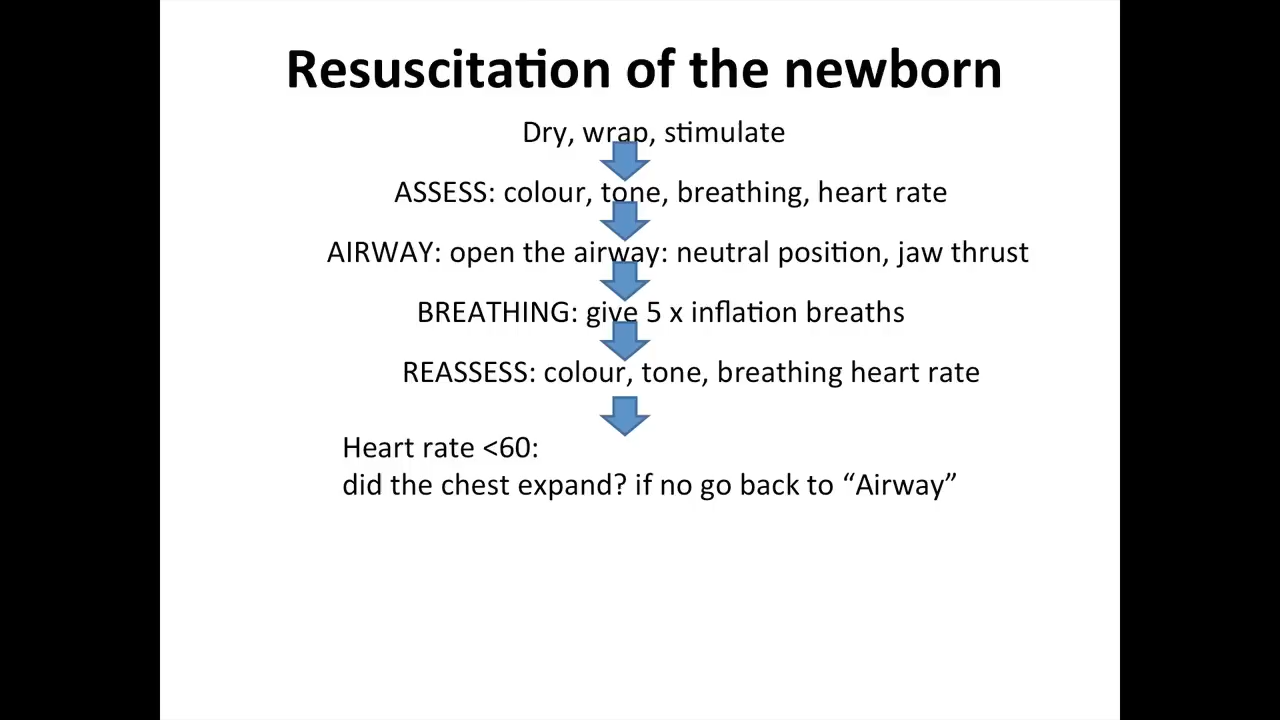 Resuscitation of the newborn
Dry, wrap, stimulate
ASSESS: colour, tone, breathing, heart rate
AIRWAY: open the airway: neutral position, jaw thrust
BREATHING: give 5 x inflation breaths
REASSESS: colour, tone, breathing heart rate
Heart rate <60:
did the chest expand? if no go back to “Airway”